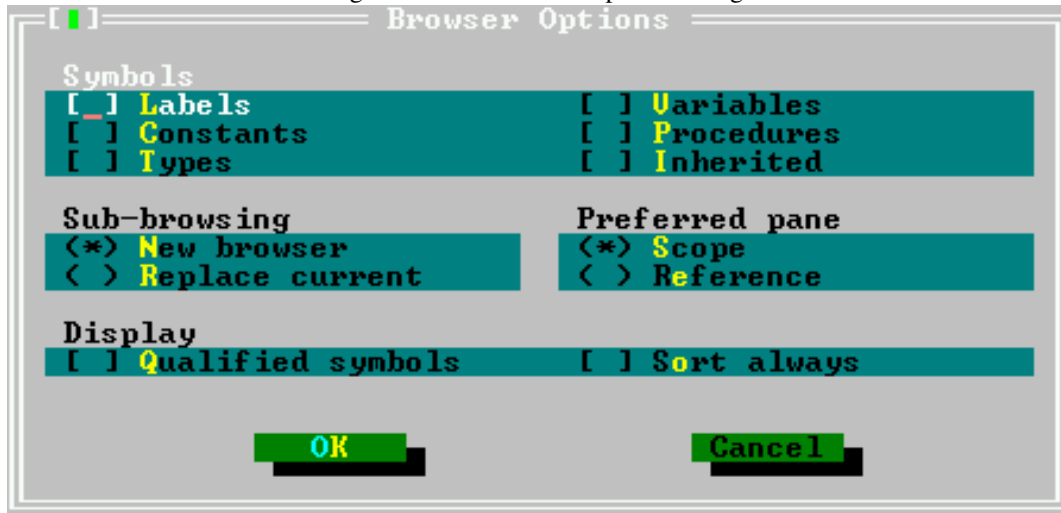 [■] Browser Options
Symbols
[_] Labels [ ] Variables
[ ] Constants [ ] Procedures
[ ] Types [ ] Inherited
Sub-browsing Preferred pane
(*) New browser (*) Scope
( ) Replace current ( ) Reference
Display
[ ] Qualified symbols [ ] Sort always
OK Cancel